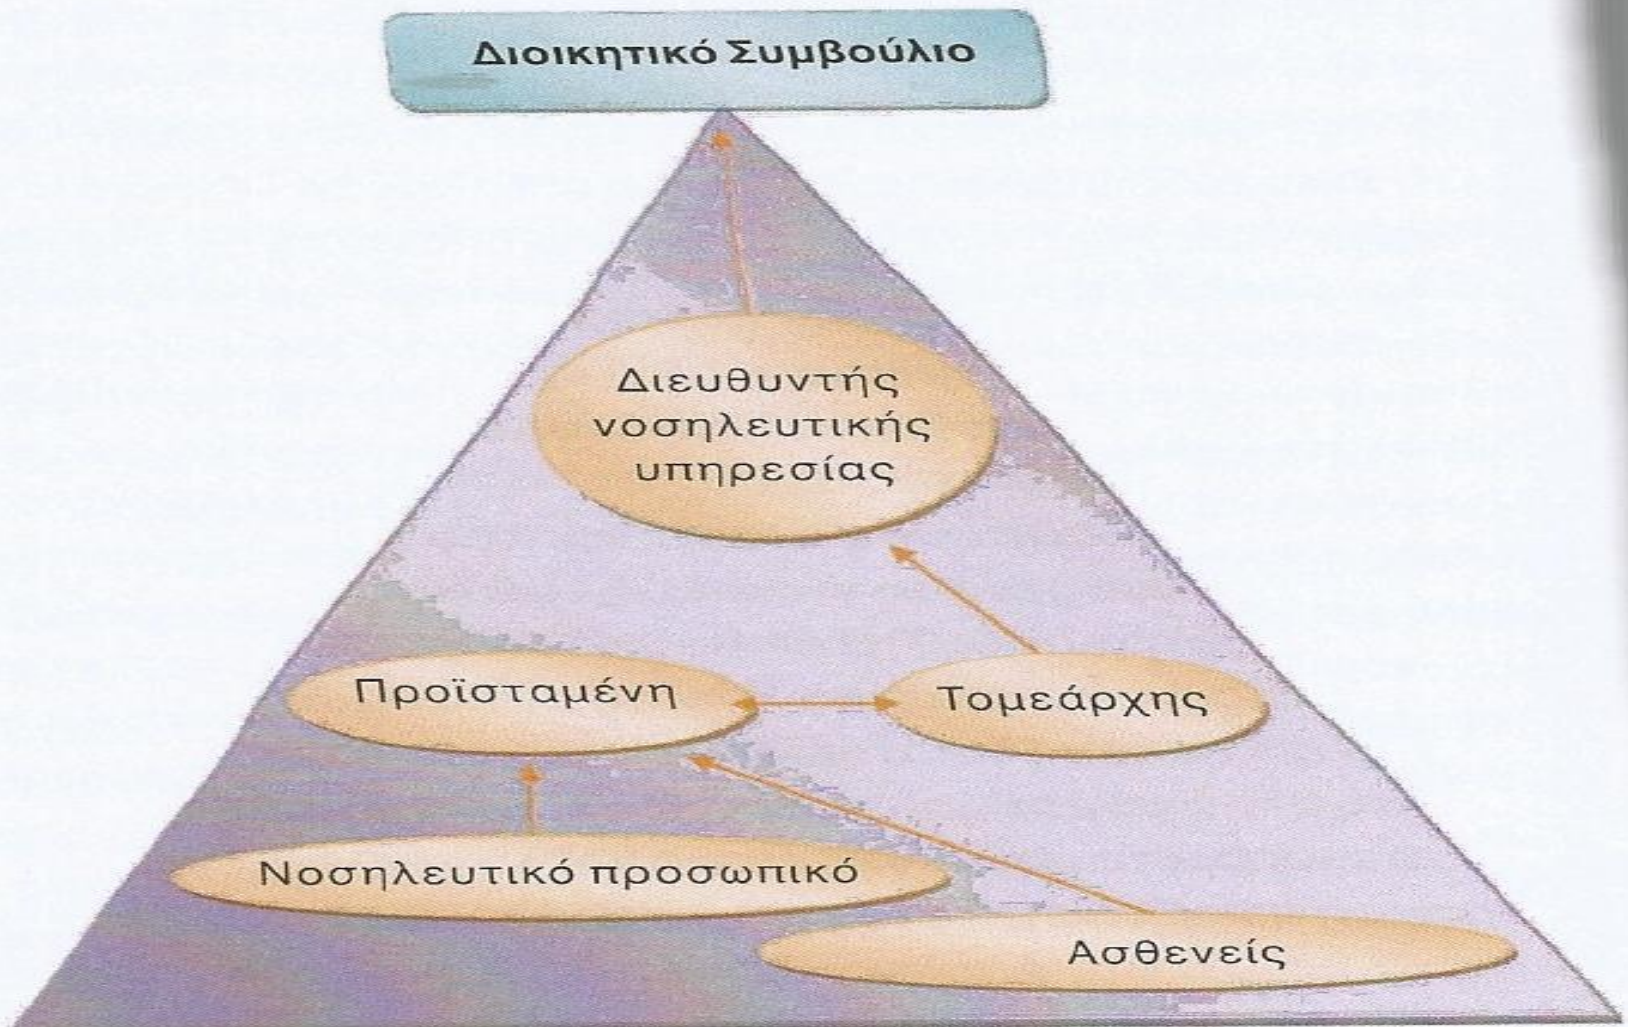 Διοικητικό Συμβούλιο
Διευθυντής
νοσηλευτικής
υπηρεσίας
Προϊσταμένη
Τομεάρχης
Νοσηλευτικό προσωπικό
Ασθενείς